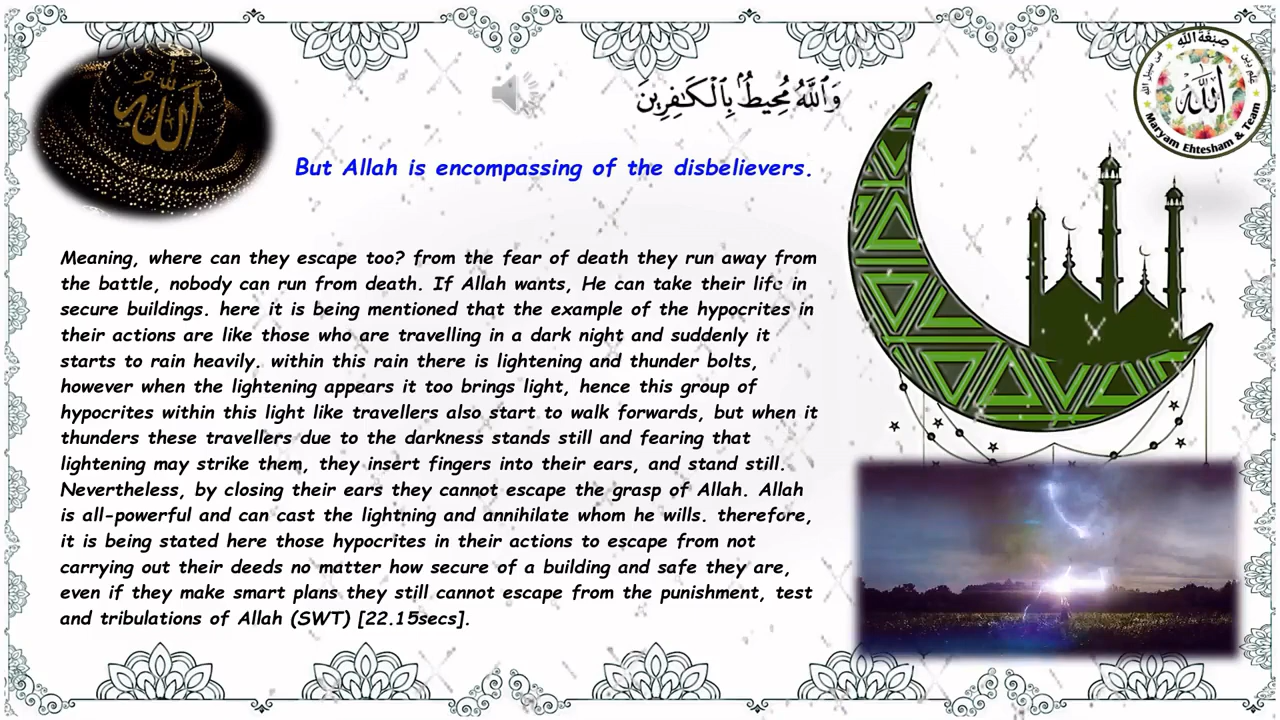 وَٱللَّهُ مُحِيطٌۢ بِٱلْكَـٰفِرِينَ
But Allah is encompassing of the disbelievers.
Meaning, where can they escape too? from the fear of death they run away from
the battle, nobody can run from death. If Allah wants, He can take their life in
secure buildings. here it is being mentioned that the example of the hypocrites in
their actions are like those who are travelling in a dark night and suddenly it
starts to rain heavily. within this rain there is lightening and thunder bolts,
however when the lightening appears it too brings light, hence this group of
hypocrites within this light like travellers also start to walk forwards, but when it
thunders these travellers due to the darkness stands still and fearing that
lightening may strike them, they insert fingers into their ears, and stand still.
Nevertheless, by closing their ears they cannot escape the grasp of Allah. Allah
is all-powerful and can cast the lightning and annihilate whom he wills. therefore,
it is being stated here those hypocrites in their actions to escape from not
carrying out their deeds no matter how secure of a building and safe they are,
even if they make smart plans they still cannot escape from the punishment, test
and tribulations of Allah (SWT) [22.15secs].
الله
صِبْغَةَ اللهِ
الله
Maryam Ehtesham & Team